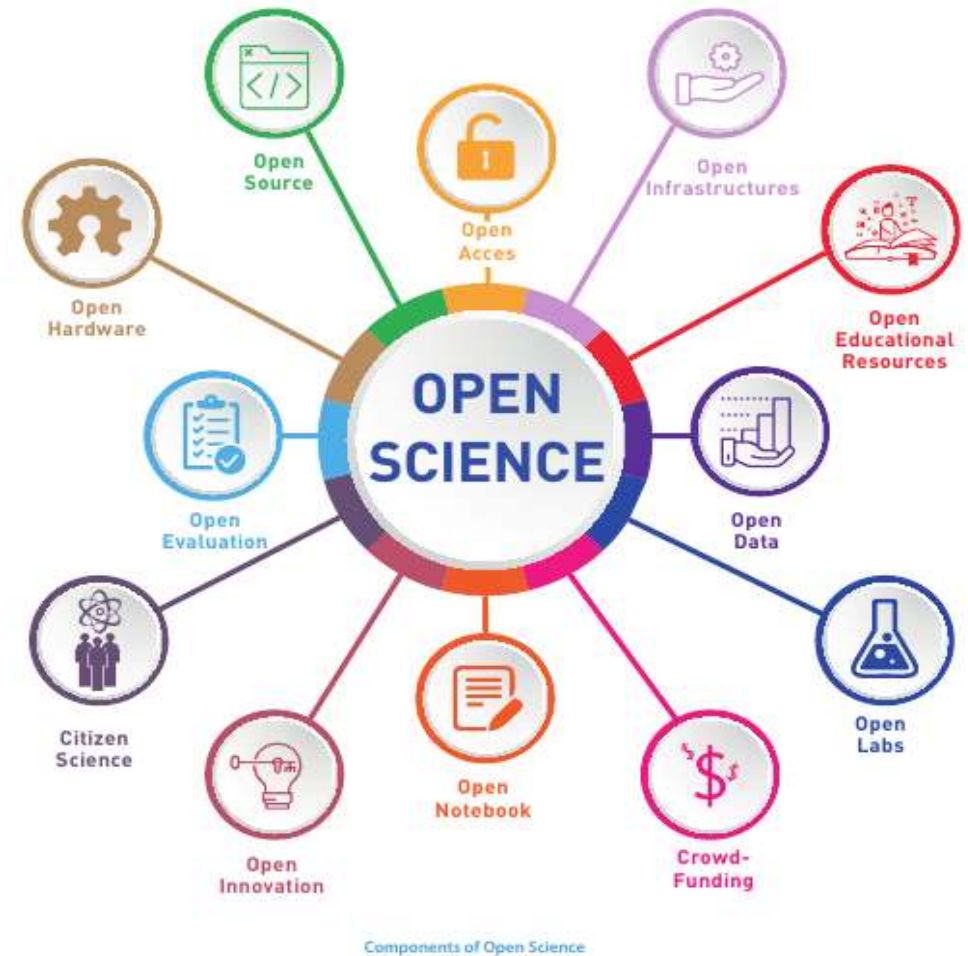 Open
Source
Open
Acces
Open
Infrastructures
Open
Hardware
Open
Educational
Resources
OPEN
SCIENCE
Open
Evaluation
Open
Data
Citizen
Science
Open
Labs
Open
Notebook
Open
Innovation
Crowd-
Funding
Components of Open Science